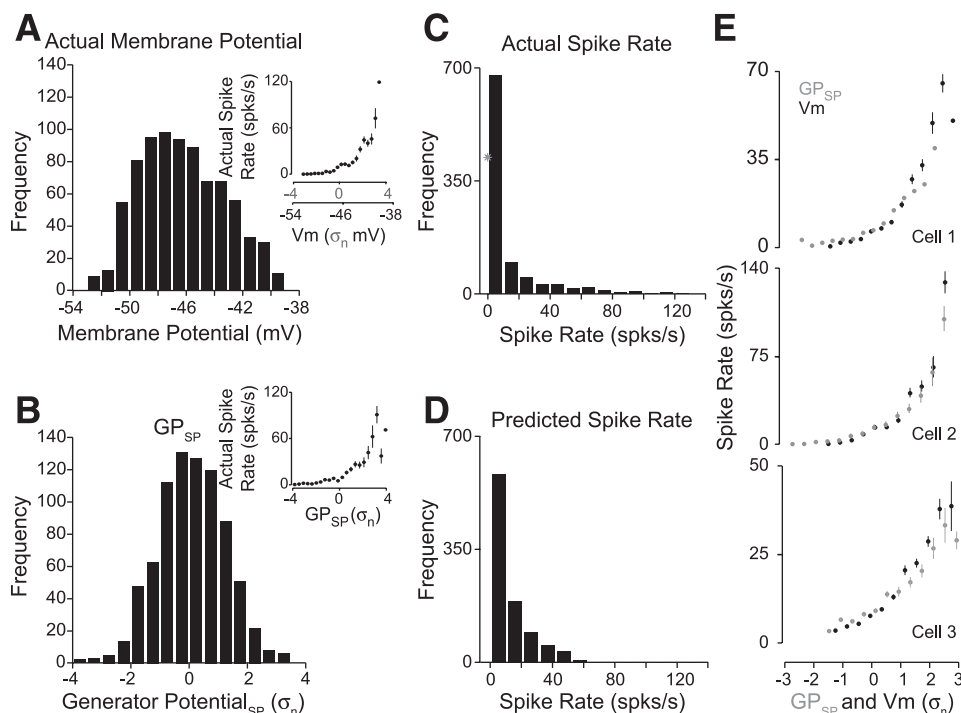 A
Actual Membrane Potential
Frequency
140
120
100
80
60
40
20
0
-54
-50
-46
-42
-38
Membrane Potential (mV)
Actual Spike
Rate (spks/s)
120
60
0
-4
0
4
-54
-46
-38
Vm (σn mV)
B
GPSP
Frequency
140
120
100
80
60
40
20
0
-4
-2
0
2
4
Generator PotentialSP (σn)
Actual Spike
Rate (spks/s)
120
60
0
-4
0
4
GPSP (σn)
C
Actual Spike Rate
Frequency
700
350
0
*
0
40
80
120
Spike Rate (spks/s)
D
Predicted Spike Rate
Frequency
700
350
0
0
40
80
120
Spike Rate (spks/s)
E
GPSP
Vm
70
35
0
Cell 1
Spike Rate (spks/s)
140
75
0
Cell 2
50
25
0
Cell 3
-3
-2
-1
0
1
2
3
GPSP and Vm (σn)